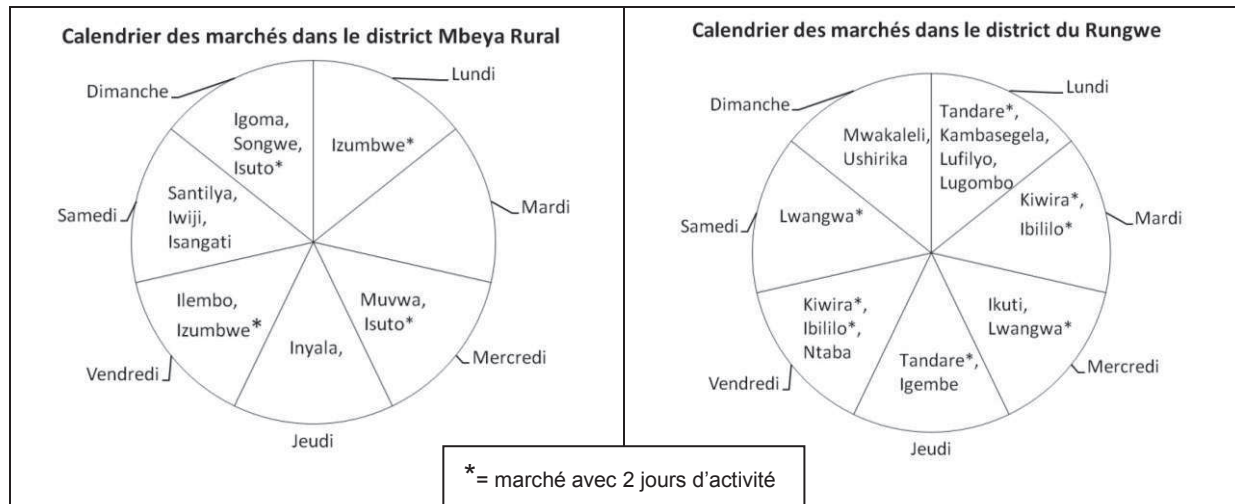 Calendrier des marchés dans le district Mbeya Rural
Lundi
Izumbwe*
Mardi
Mercredi
Muvwa,
Isuto*
Jeudi
Inyala,
Vendredi
Ilembo,
Izumbwe*
Samedi
Santilya,
Iwiji,
Isangati
Dimanche
Igoma,
Songwe,
Isuto*
Calendrier des marchés dans le district du Rungwe
Lundi
Tandare*,
Kambasegela,
Lufilyo,
Lugombo
Mardi
Kiwira*,
Ibililo*
Mercredi
Ikuti,
Lwangwa*
Jeudi
Tandare*,
Igembe
Vendredi
Kiwira*,
Ibililo*,
Ntaba
Samedi
Lwangwa*
Dimanche
Mwakaleli,
Ushirika
*= marché avec 2 jours d'activité